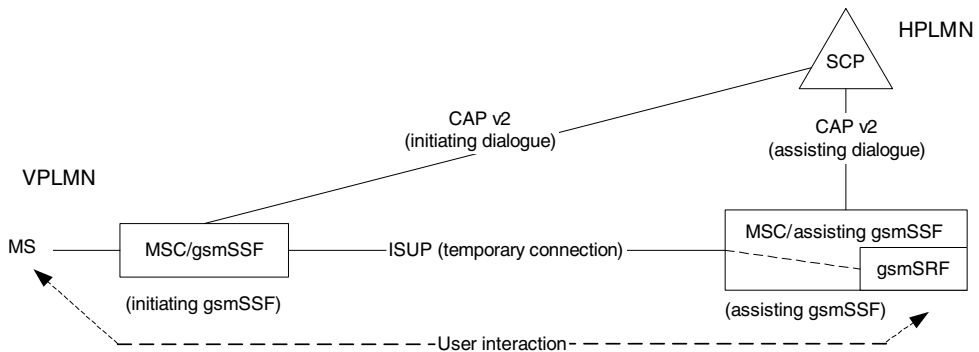 HPLMN
SCP
CAP v2
(initiating dialogue)
CAP v2
(assisting dialogue)
VPLMN
MS
MSC/gsmSSF
ISUP (temporary connection)
MSC/assisting gsmSSF
gsmSRF
(initiating gsmSSF)
(assisting gsmSSF)
User interaction